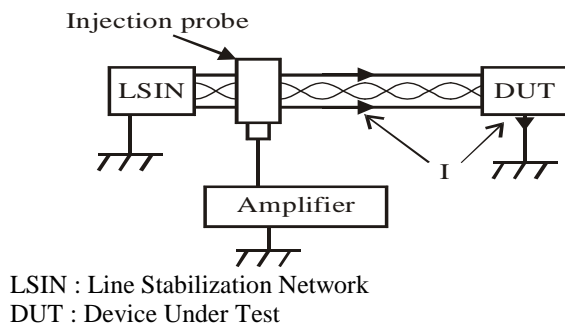 Injection probe
LSIN
DUT
I
Amplifier
LSIN : Line Stabilization Network
DUT : Device Under Test